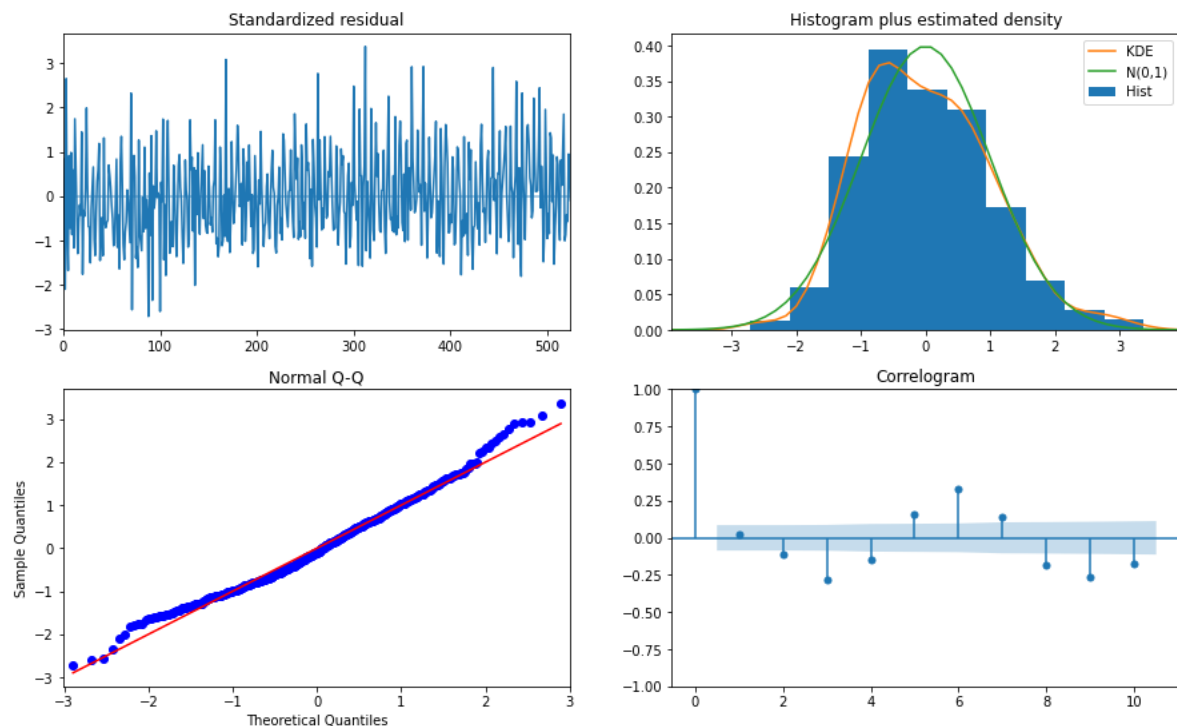 Standardized residual
3
2
1
0
−1
−2
−3
0 100 200 300 400 500
Histogram plus estimated density
KDE
N(0,1)
Hist
0.40
0.35
0.30
0.25
0.20
0.15
0.10
0.05
0.00
−3 −2 −1 0 1 2 3
Normal Q-Q
Sample Quantiles
3
2
1
0
−1
−2
−3
−3 −2 −1 0 1 2 3
Theoretical Quantiles
Correlogram
1.00
0.75
0.50
0.25
0.00
−0.25
−0.50
−0.75
−1.00
0 2 4 6 8 10